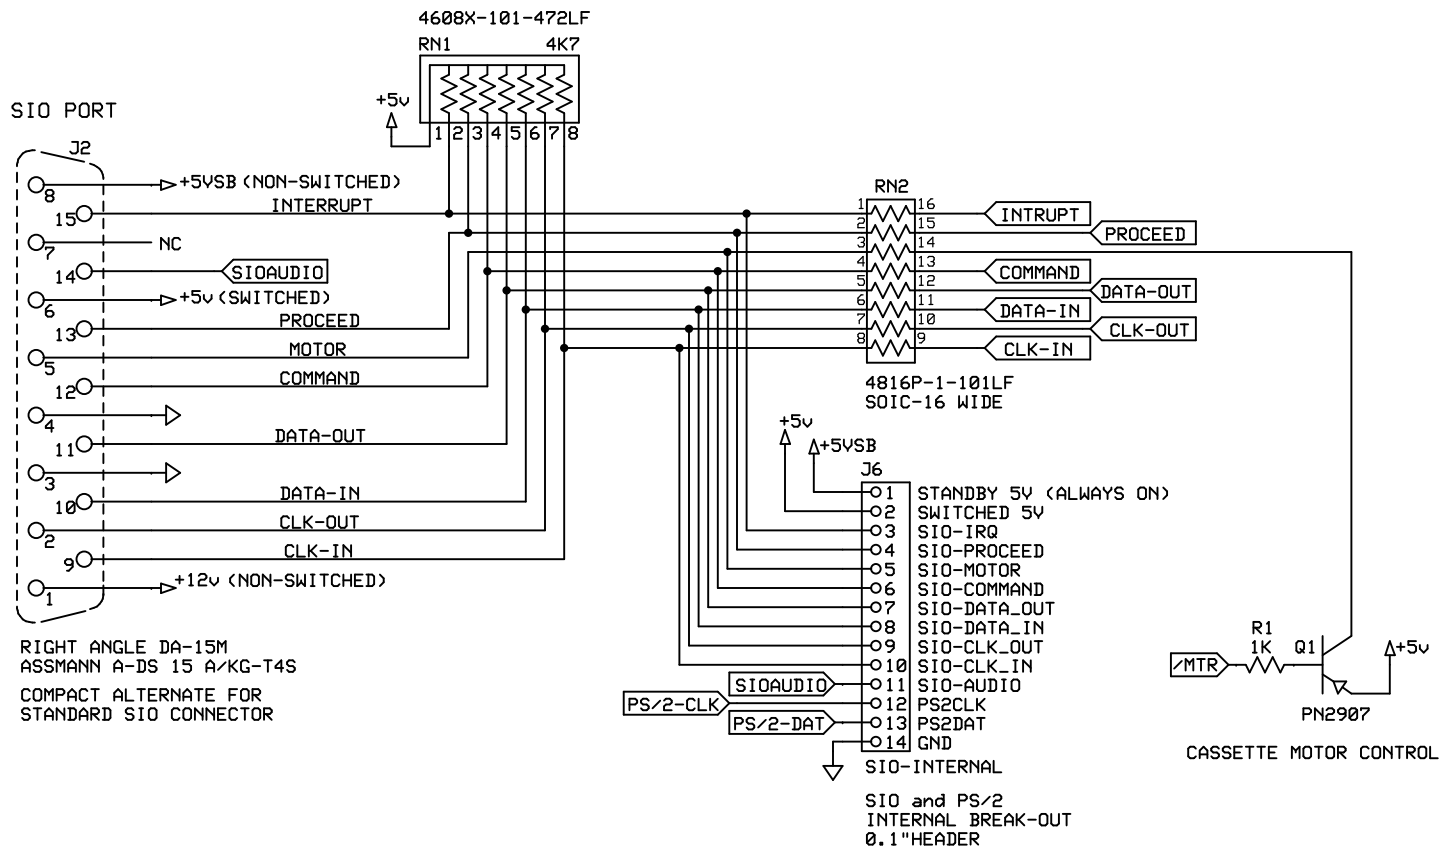 4608X-101-472LF
RN1 4K7
+5v
1 2 3 4 5 6 7 8
SIO PORT
J2
8 +5VSB (NON-SWITCHED)
15 INTERRUPT
7 NC
14 SIOAUDIO
6 +5v (SWITCHED)
13 PROCEED
5 MOTOR
12 COMMAND
4
11 DATA-OUT
3
10 DATA-IN
2 CLK-OUT
9 CLK-IN
1 +12v (NON-SWITCHED)
RIGHT ANGLE DA-15M
ASSMANN A-DS 15 A/KG-T4S
COMPACT ALTERNATE FOR
STANDARD SIO CONNECTOR
RN2
1 16 INTRUPT
2 15 PROCEED
3 14
4 13 COMMAND
5 12 DATA-OUT
6 11 DATA-IN
7 10 CLK-OUT
8 9 CLK-IN
4816P-1-101LF
SOIC-16 WIDE
+5v
+5VSB
J6
1 STANDBY 5V (ALWAYS ON)
2 SWITCHED 5V
3 SIO-IRQ
4 SIO-PROCEED
5 SIO-MOTOR
6 SIO-COMMAND
7 SIO-DATA_OUT
8 SIO-DATA_IN
9 SIO-CLK_OUT
10 SIO-CLK_IN
SIOAUDIO 11 SIO-AUDIO
PS/2-CLK 12 PS2CLK
PS/2-DAT 13 PS2DAT
14 GND
SIO-INTERNAL
SIO and PS/2
INTERNAL BREAK-OUT
0.1"HEADER
R1
1K
Q1
/MTR
+5v
PN2907
CASSETTE MOTOR CONTROL